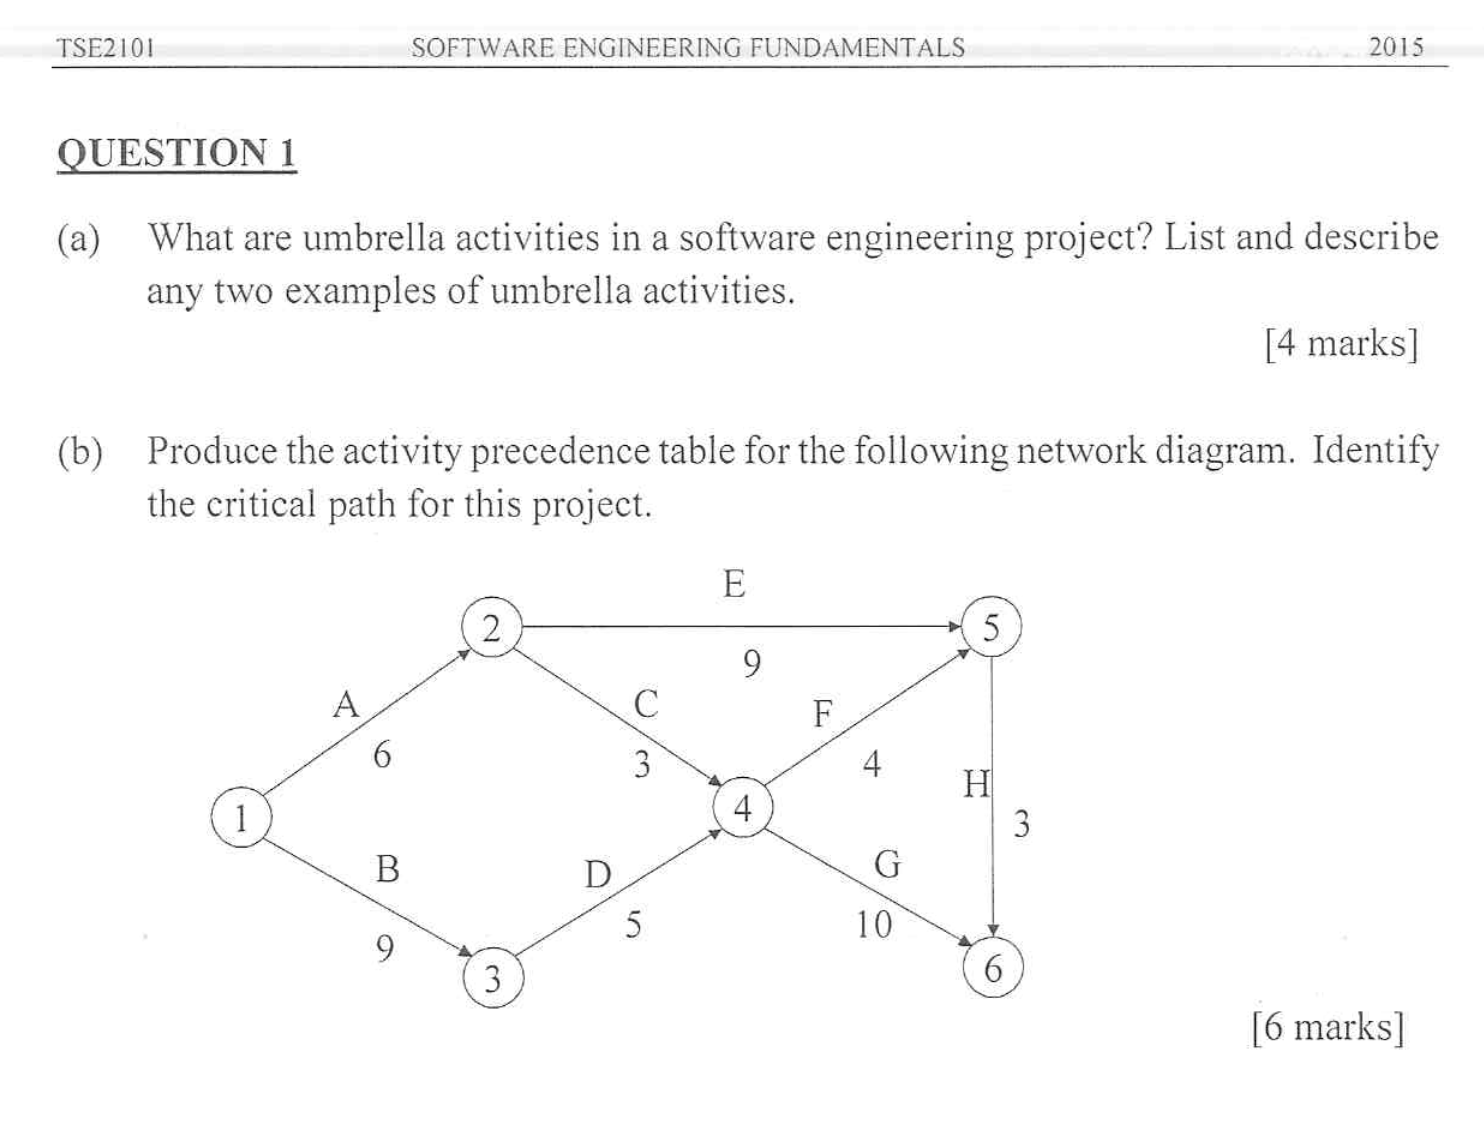 TSE2101 SOFTWARE ENGINEERING FUNDAMENTALS 2015
QUESTION 1
(a) What are umbrella activities in a software engineering project? List and describe
any two examples of umbrella activities.
[4 marks]
(b) Produce the activity precedence table for the following network diagram. Identify
the critical path for this project.
E
2
5
9
A
C
F
6
3
4
H
1
4
3
B
D
G
9
5
10
3
6
[6 marks]